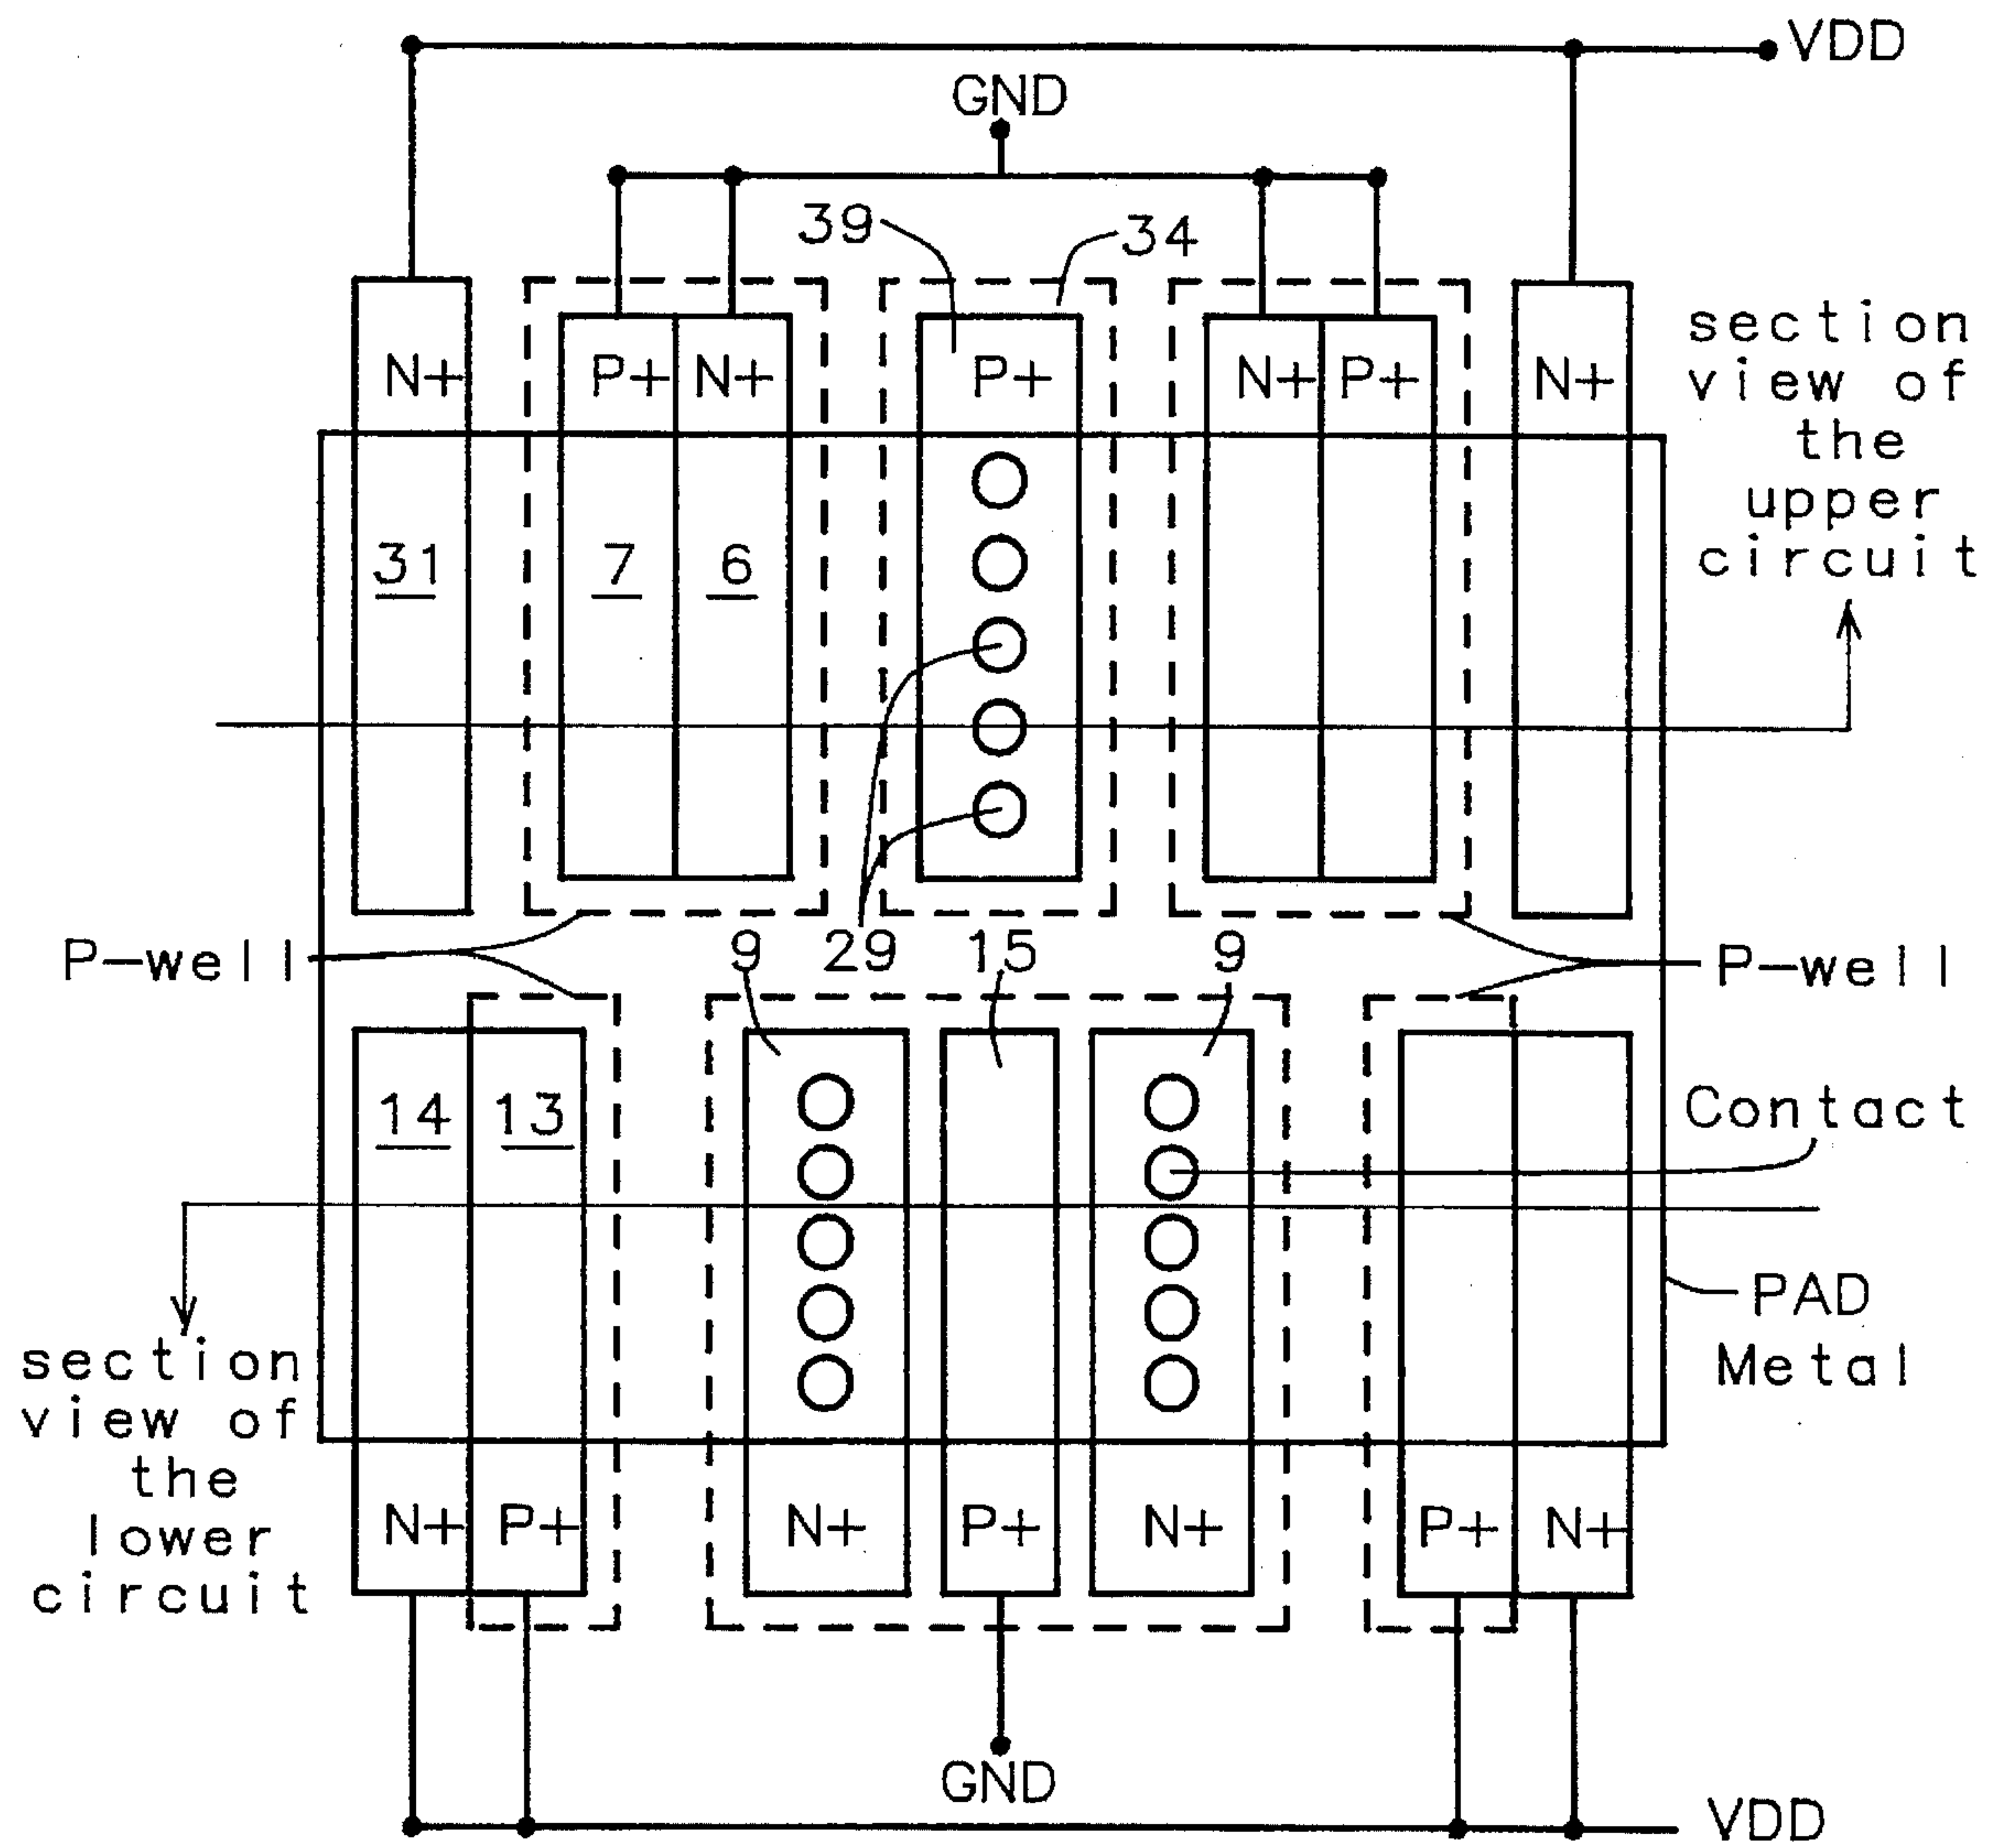 VDD
GND
39
34
N+
P+
N+
P+
N+
P+
N+
section
view of
the
upper
circuit
31
7
6
P-well
9
29
15
9
P-well
14
13
Contact
PAD
Metal
section
view of
the
lower
circuit
N+
P+
N+
P+
N+
P+
N+
GND
VDD